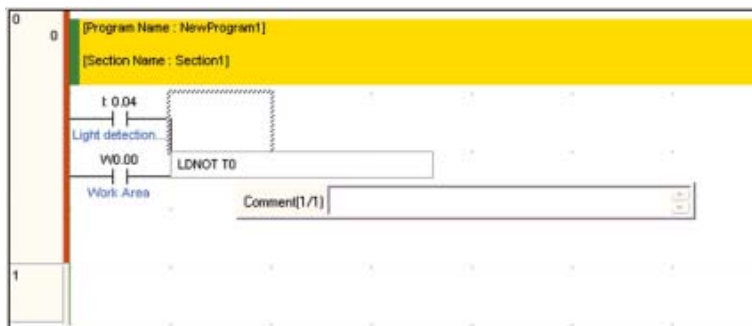 0
0
[Program Name : NewProgram1]
[Section Name : Section1]
I: 0.04
Light detection...
W0.00
LDNOT T0
Work Area
Comment(1/1)
1